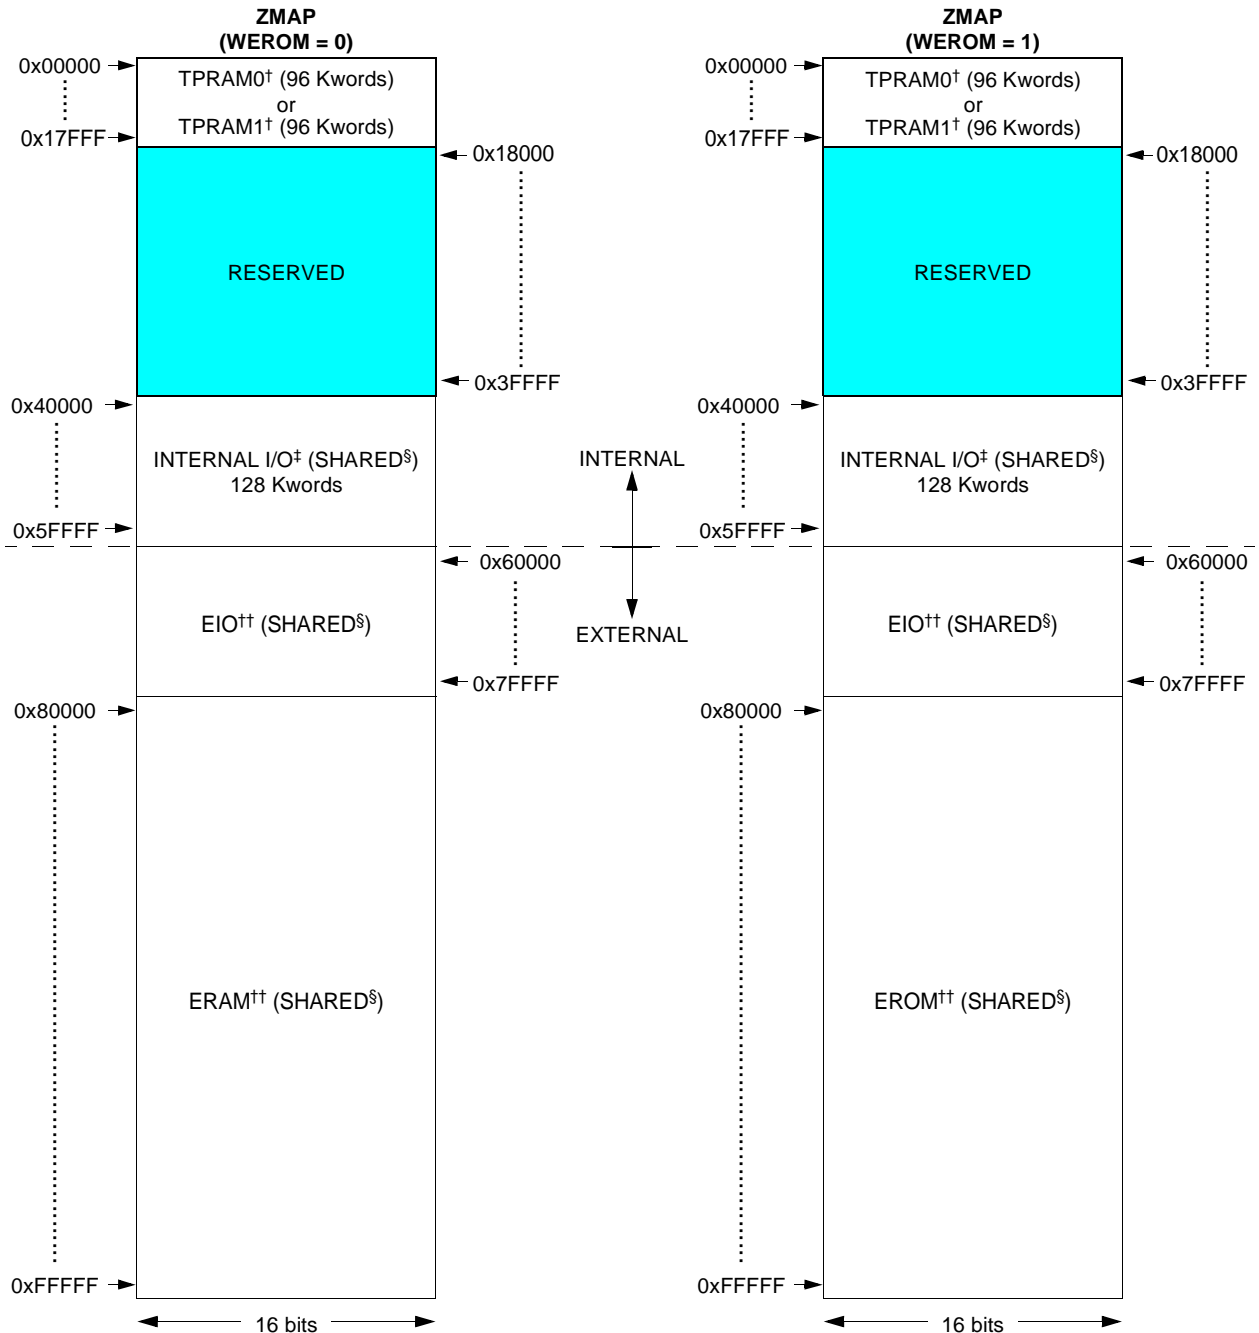 ZMAP
(WEROM = 0)
0x00000
TPRAM0† (96 Kwords)
or
TPRAM1† (96 Kwords)
0x17FFF
0x18000
RESERVED
0x3FFFF
0x40000
INTERNAL I/O‡ (SHARED§)
128 Kwords
0x5FFFF
0x60000
EIO†† (SHARED§)
0x7FFFF
0x80000
ERAM†† (SHARED§)
0xFFFFF
16 bits
INTERNAL
EXTERNAL
ZMAP
(WEROM = 1)
0x00000
TPRAM0† (96 Kwords)
or
TPRAM1† (96 Kwords)
0x17FFF
0x18000
RESERVED
0x3FFFF
0x40000
INTERNAL I/O‡ (SHARED§)
128 Kwords
0x5FFFF
0x60000
EIO†† (SHARED§)
0x7FFFF
0x80000
EROM†† (SHARED§)
0xFFFFF
16 bits